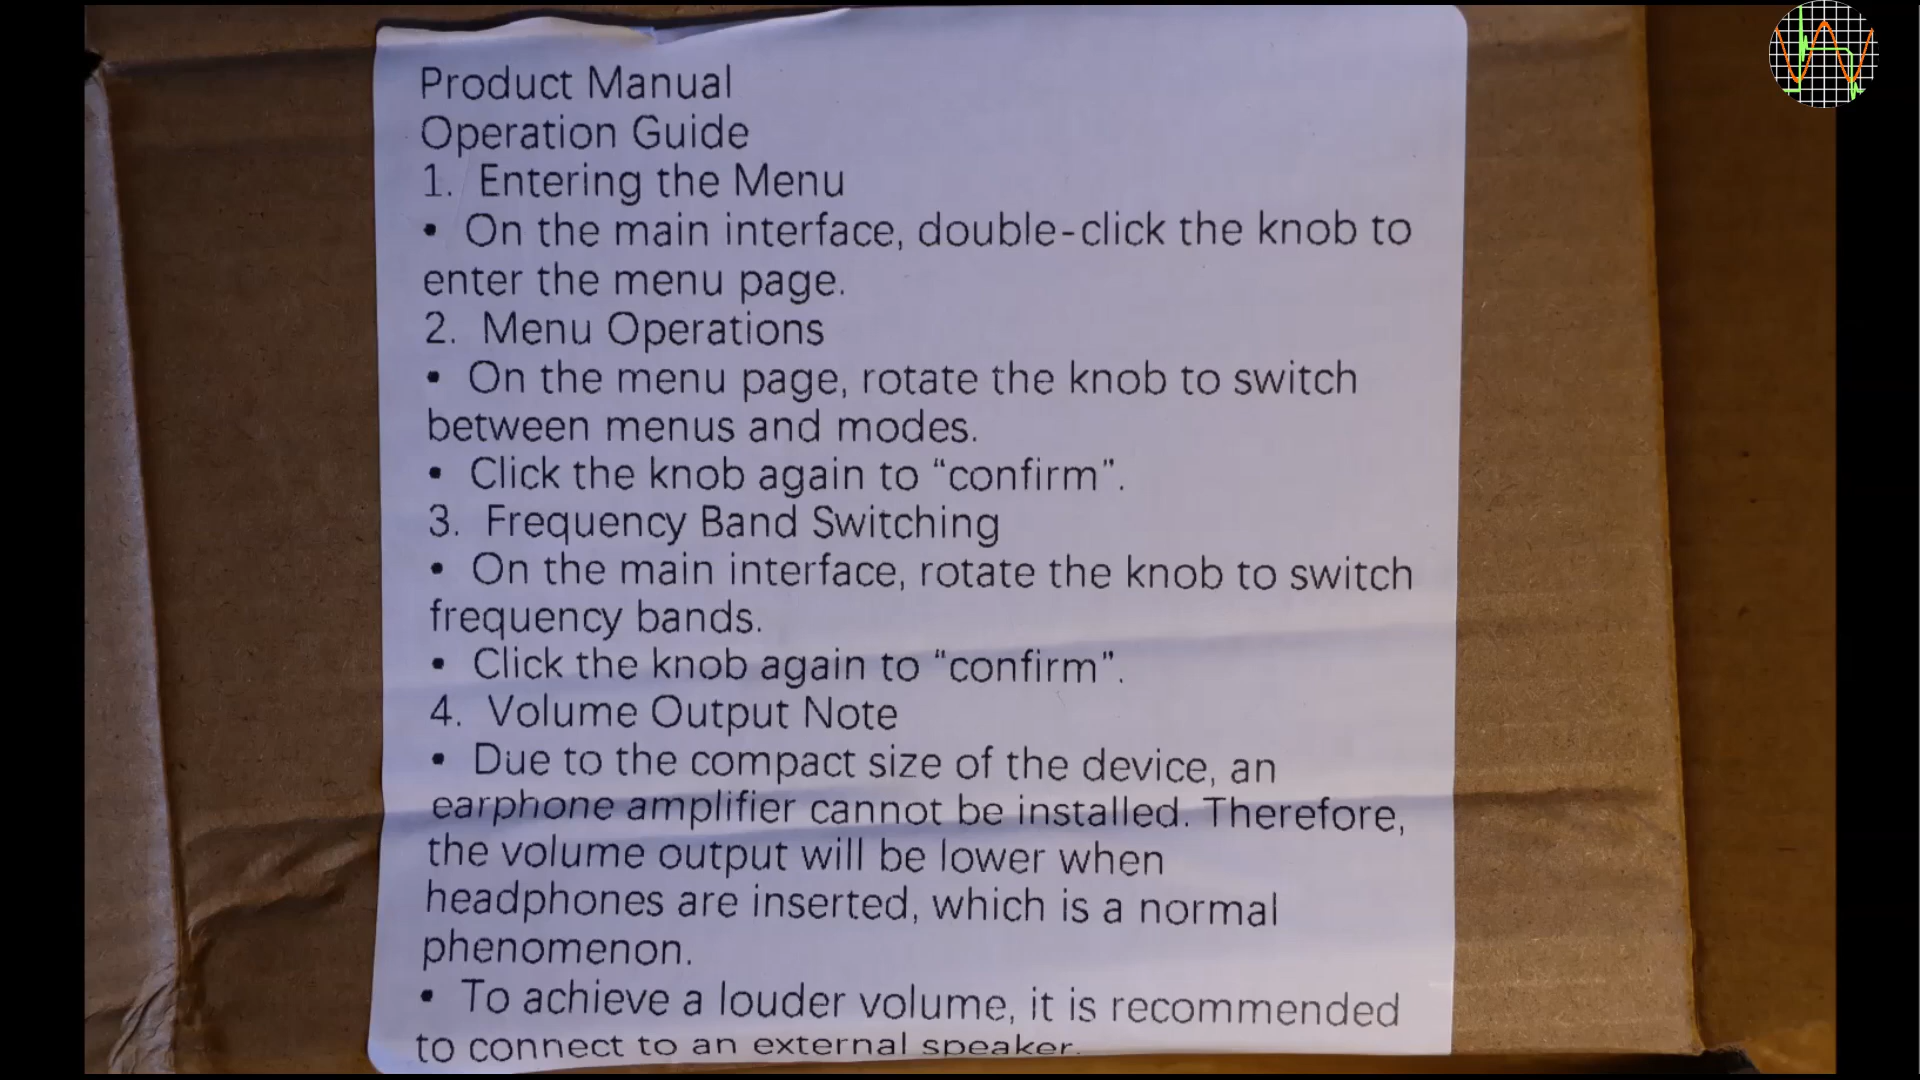 Product Manual
Operation Guide
1. Entering the Menu
• On the main interface, double-click the knob to
enter the menu page.
2. Menu Operations
• On the menu page, rotate the knob to switch
between menus and modes.
• Click the knob again to “confirm”.
3. Frequency Band Switching
• On the main interface, rotate the knob to switch
frequency bands.
• Click the knob again to “confirm”.
4. Volume Output Note
• Due to the compact size of the device, an
earphone amplifier cannot be installed. Therefore,
the volume output will be lower when
headphones are inserted, which is a normal
phenomenon.
• To achieve a louder volume, it is recommended
to connect to an external speaker.